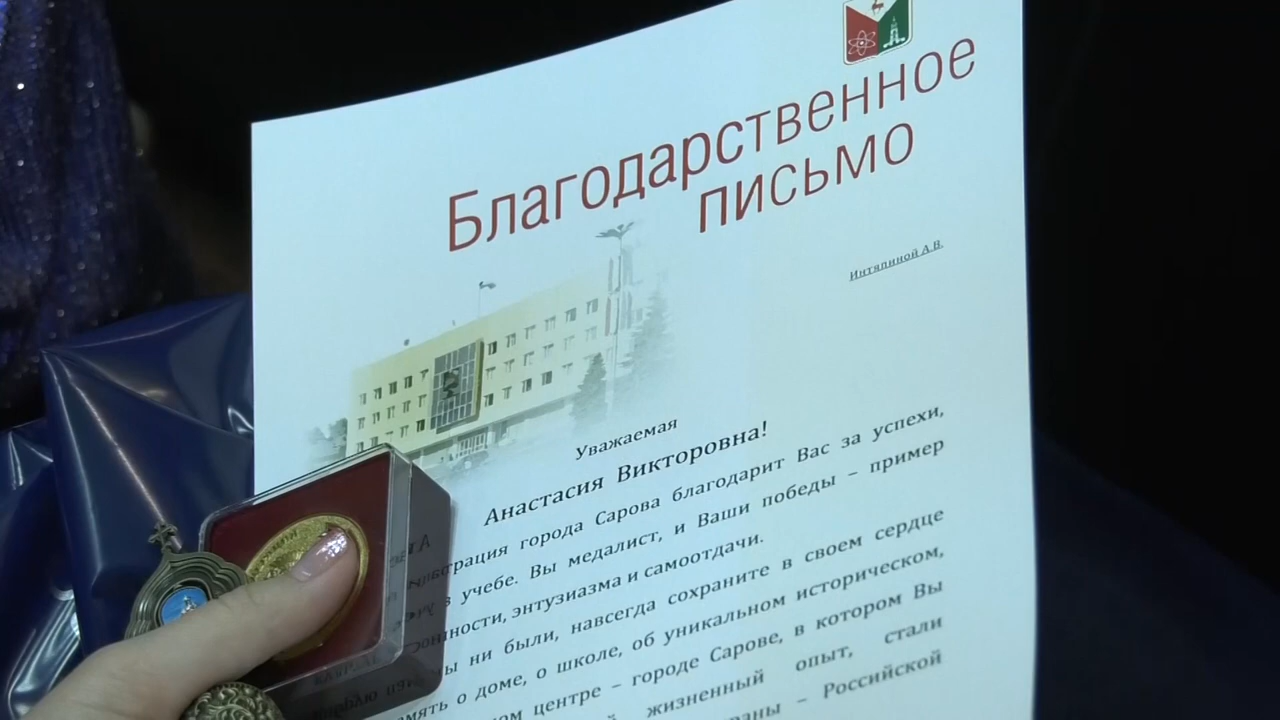 Благодарственное
письмо
Интяпиной А.В.
Уважаемая
Анастасия Викторовна!
города Сарова благодарит Вас за успехи,
в учебе. Вы медалист, и Ваши победы – пример
энтузиазма и самоотдачи.
ни были, навсегда сохраните в своем сердце
о доме, о школе, об уникальном историческом,
центре – городе Сарове, в котором Вы
жизненный опыт, стали
– Российской